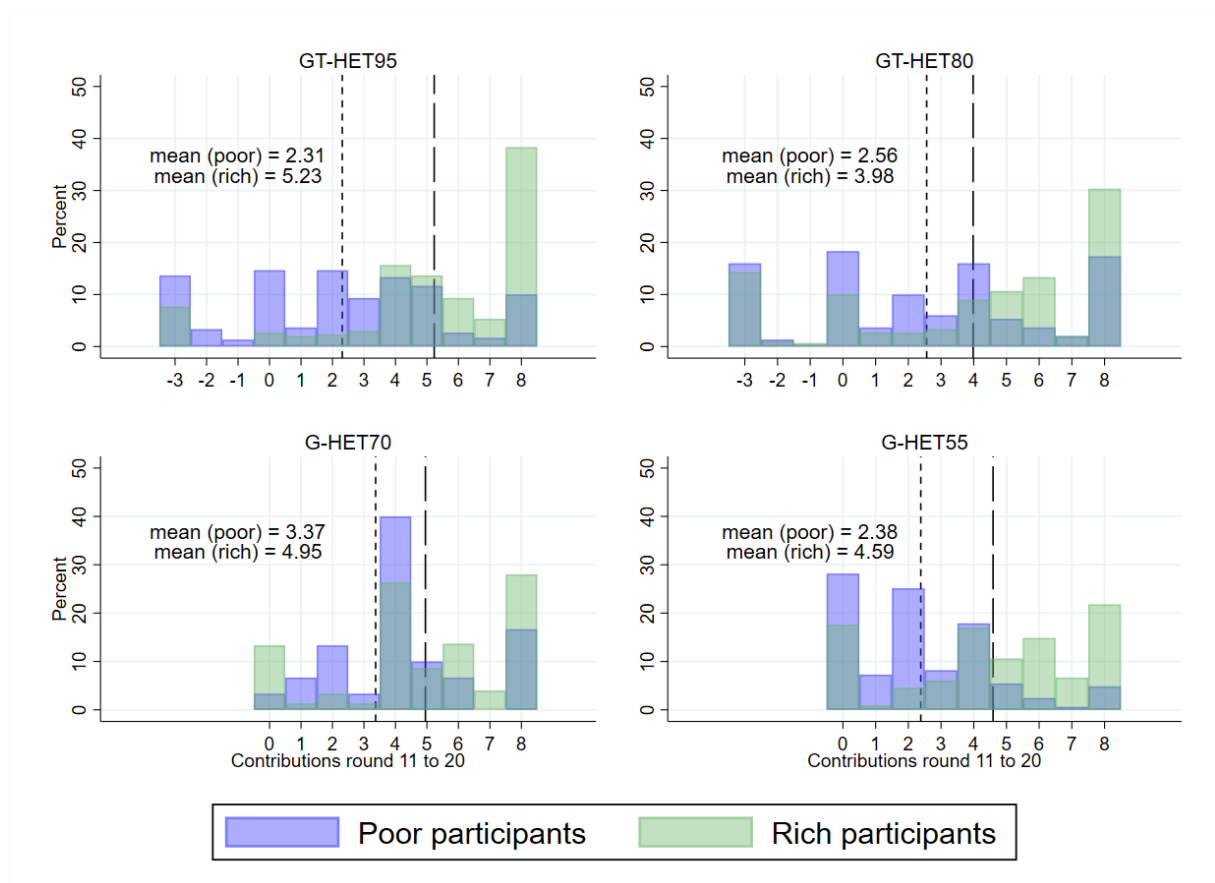 GT-HET95
50
40
30
20
10
0
Percent
mean (poor) = 2.31
mean (rich) = 5.23
-3 -2 -1 0 1 2 3 4 5 6 7 8
GT-HET80
50
40
30
20
10
0
mean (poor) = 2.56
mean (rich) = 3.98
-3 -2 -1 0 1 2 3 4 5 6 7 8
G-HET70
50
40
30
20
10
0
Percent
mean (poor) = 3.37
mean (rich) = 4.95
0 1 2 3 4 5 6 7 8
Contributions round 11 to 20
G-HET55
50
40
30
20
10
0
mean (poor) = 2.38
mean (rich) = 4.59
0 1 2 3 4 5 6 7 8
Contributions round 11 to 20
Poor participants
Rich participants